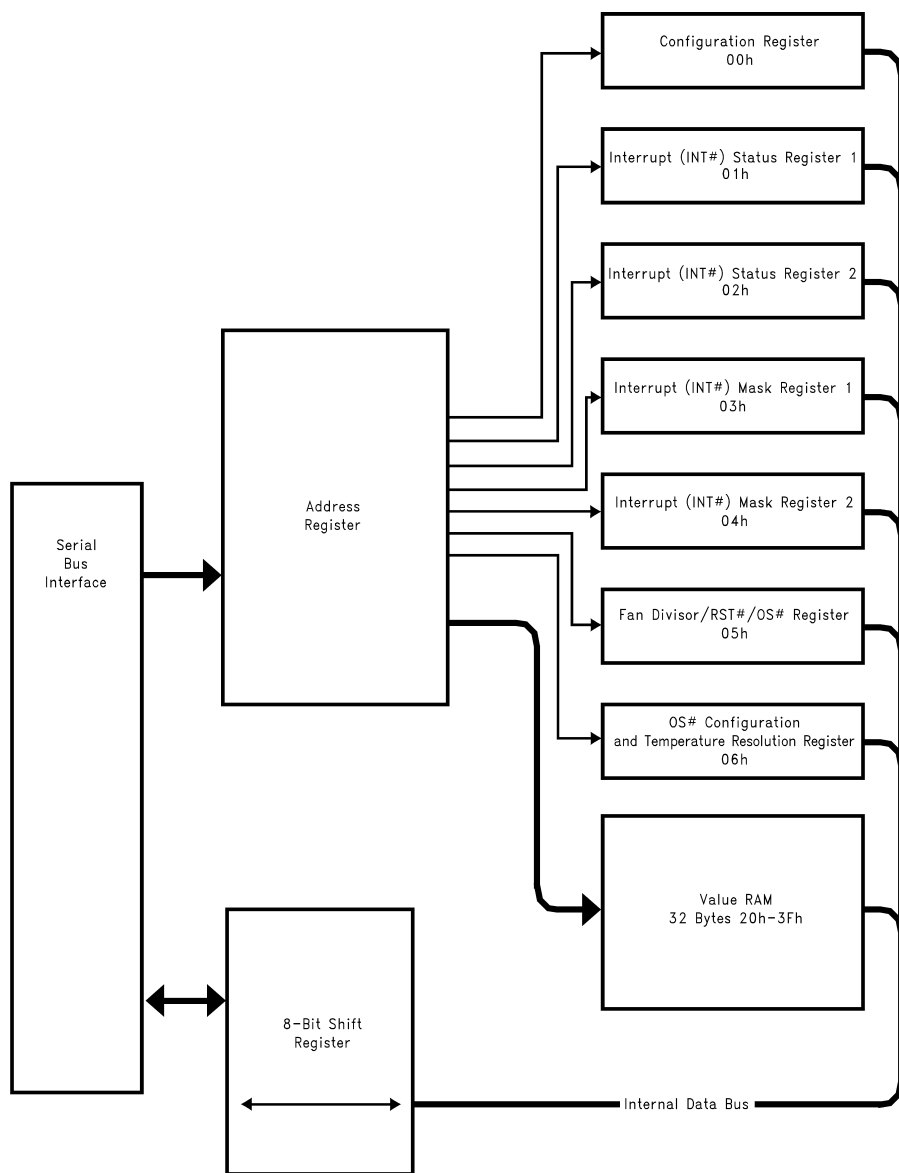 Configuration Register
00h
Interrupt (INT#) Status Register 1
01h
Interrupt (INT#) Status Register 2
02h
Interrupt (INT#) Mask Register 1
03h
Interrupt (INT#) Mask Register 2
04h
Fan Divisor/RST#/OS# Register
05h
OS# Configuration
and Temperature Resolution Register
06h
Value RAM
32 Bytes 20h-3Fh
Address
Register
Serial
Bus
Interface
8-Bit Shift
Register
Internal Data Bus